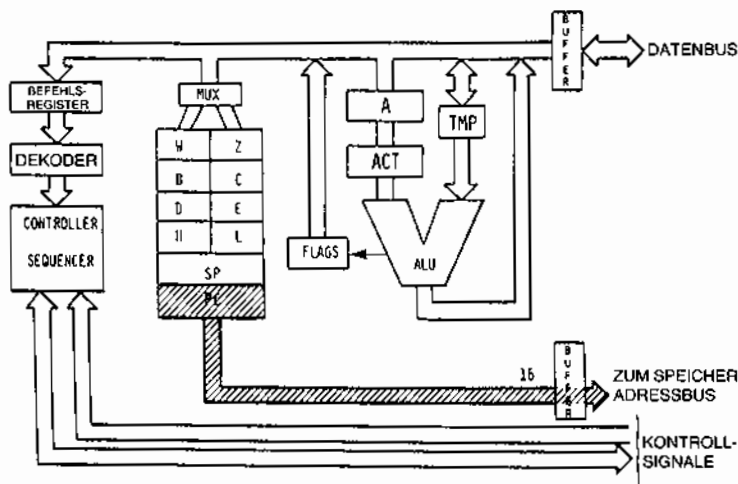 BUFFER
DATENBUS
BEFEHLS-
REGISTER
MUX
A
TMP
DEKODER
W Z
ACT
B C
D E
CONTROLLER
SEQUENCER
H L
FLAGS
ALU
SP
PC
16
BUFFER
ZUM SPEICHER
ADRESSBUS
KONTROLL-
SIGNALE